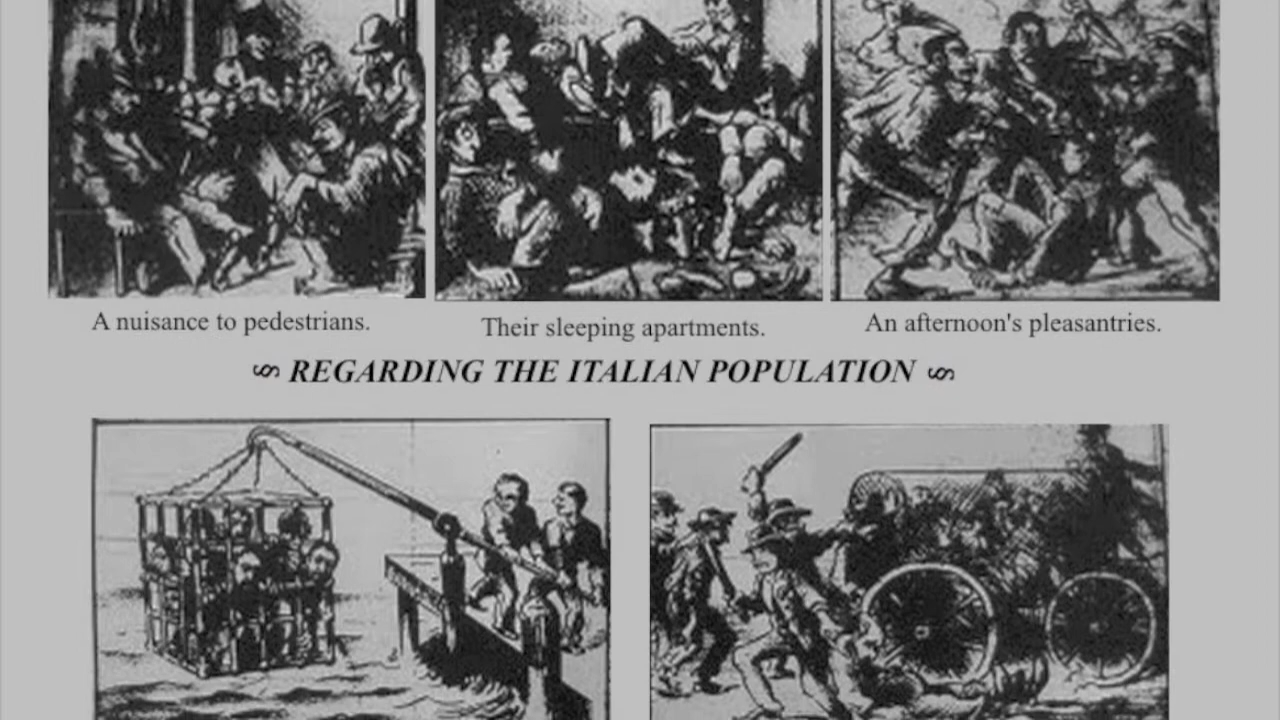 A nuisance to pedestrians.
Their sleeping apartments.
An afternoon's pleasantries.
REGARDING THE ITALIAN POPULATION